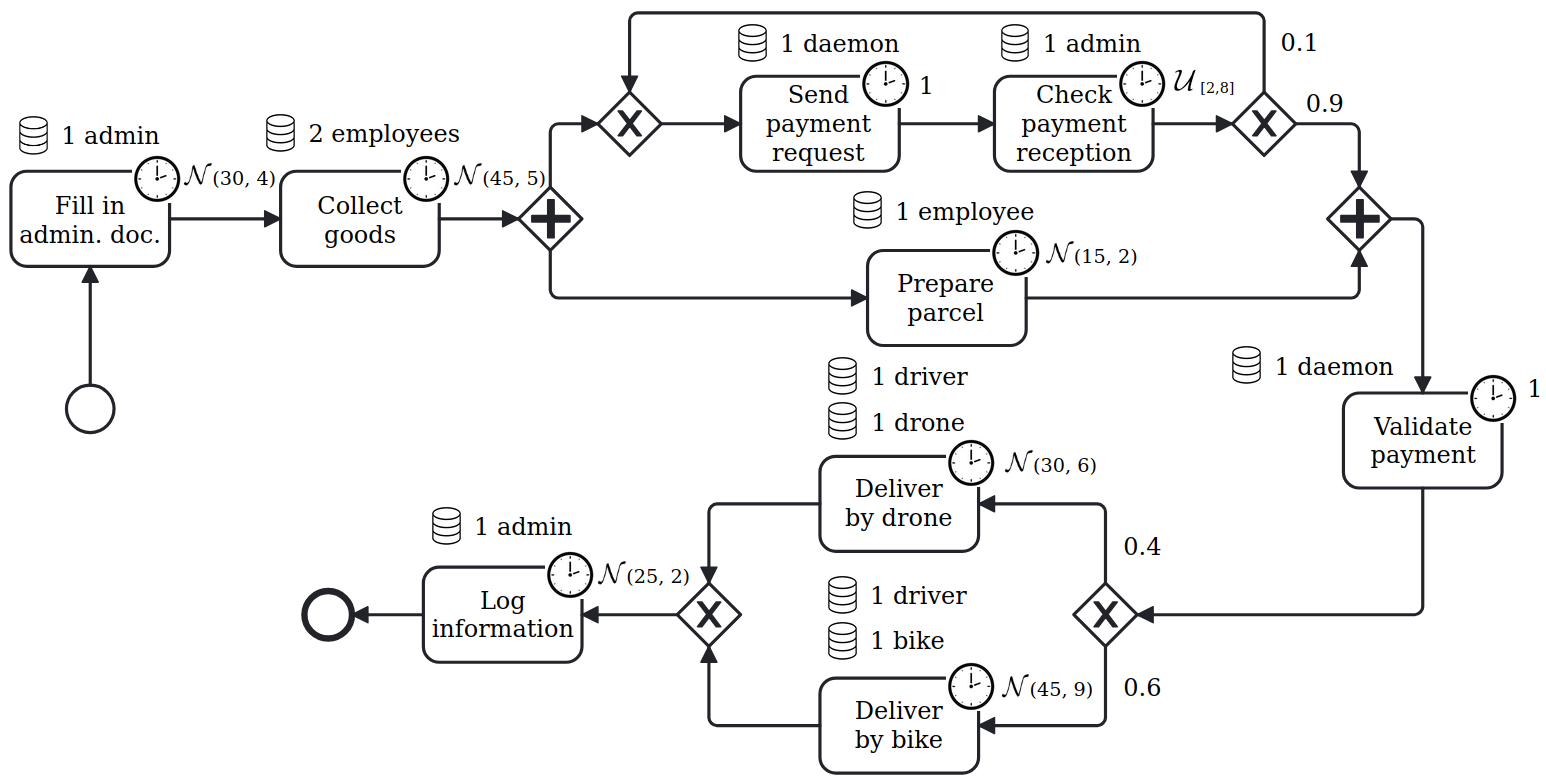 1 daemon
1 admin
0.1
Send
payment
request
1
Check
payment
reception
𝒰 [2,8]
0.9
X
X
1 admin
2 employees
𝒩 (30, 4)
Fill in
admin. doc.
𝒩 (45, 5)
Collect
goods
1 employee
𝒩 (15, 2)
Prepare
parcel
1 daemon
1
Validate
payment
1 driver
1 drone
𝒩 (30, 6)
Deliver
by drone
0.4
1 admin
𝒩 (25, 2)
Log
information
X
X
1 driver
1 bike
𝒩 (45, 9)
0.6
Deliver
by bike